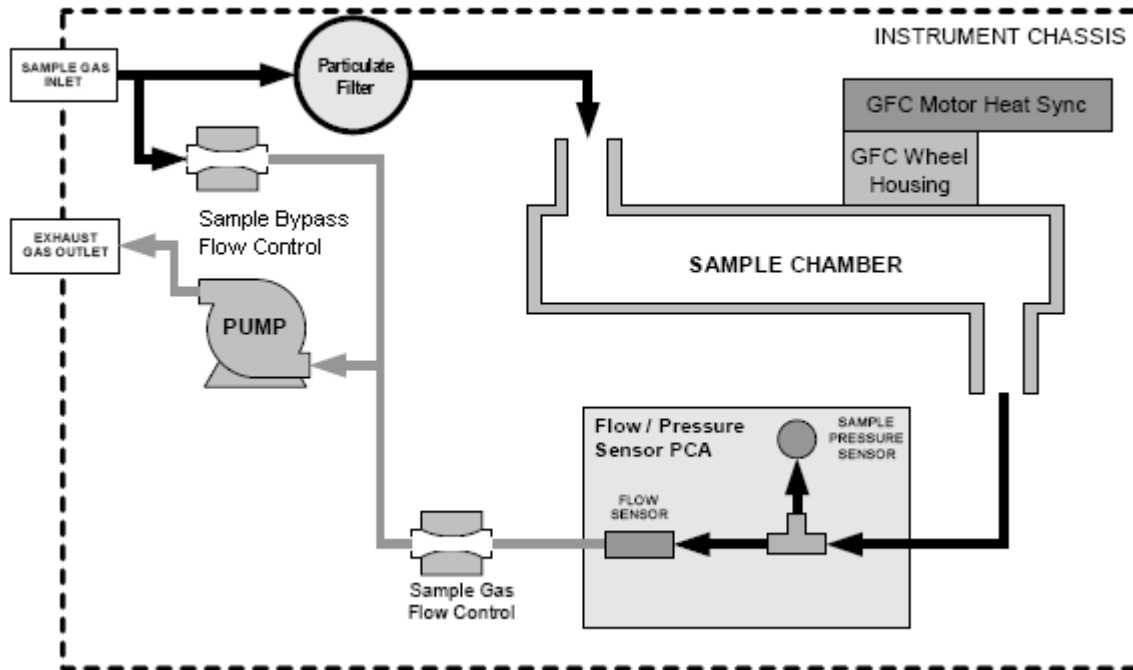 INSTRUMENT CHASSIS
SAMPLE GAS
INLET
Particulate
Filter
GFC Motor Heat Sync
GFC Wheel
Housing
Sample Bypass
Flow Control
EXHAUST
GAS OUTLET
SAMPLE CHAMBER
PUMP
Flow / Pressure
Sensor PCA
SAMPLE
PRESSURE
SENSOR
FLOW
SENSOR
Sample Gas
Flow Control